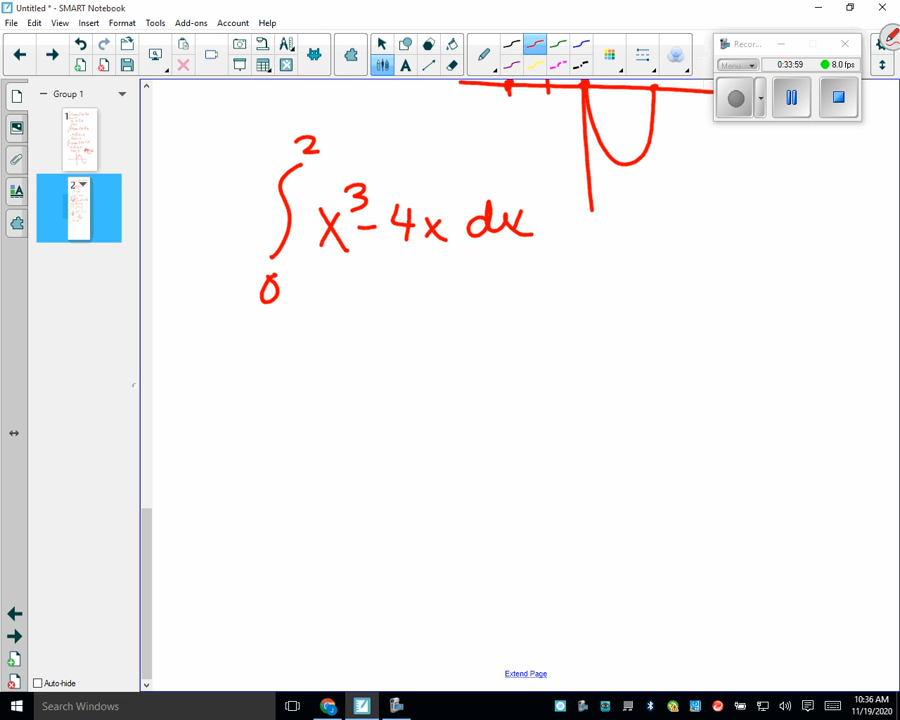 Untitled * - SMART Notebook
File Edit View Insert Format Tools Add-ons Account Help
Recor...
Menu
0:33:59
8.0 fps
Group 1
1
2
2
∫ x³ - 4x dx
0
Extend Page
Auto-hide
Search Windows
10:36 AM
11/19/2020